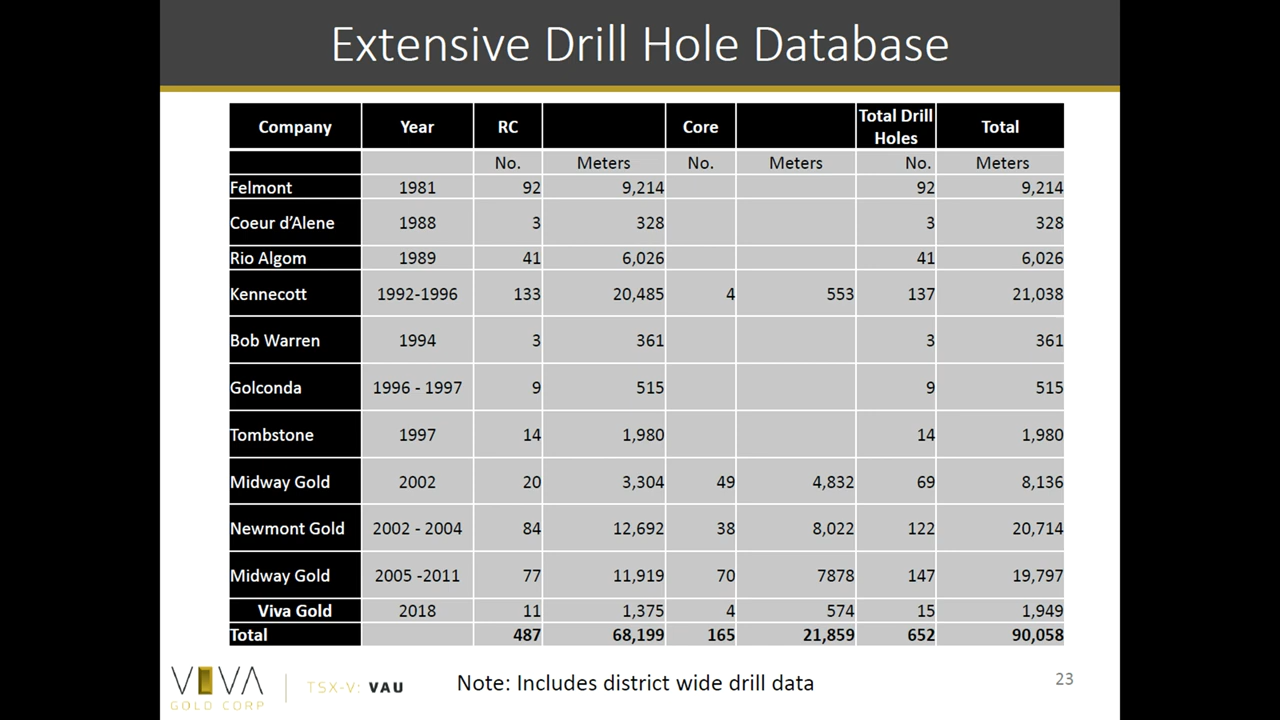 Extensive Drill Hole Database
Company Year RC Core Total Drill Holes Total
No. Meters No. Meters No. Meters
Felmont 1981 92 9,214 92 9,214
Coeur d’Alene 1988 3 328 3 328
Rio Algom 1989 41 6,026 41 6,026
Kennecott 1992-1996 133 20,485 4 553 137 21,038
Bob Warren 1994 3 361 3 361
Golconda 1996 - 1997 9 515 9 515
Tombstone 1997 14 1,980 14 1,980
Midway Gold 2002 20 3,304 49 4,832 69 8,136
Newmont Gold 2002 - 2004 84 12,692 38 8,022 122 20,714
Midway Gold 2005 -2011 77 11,919 70 7878 147 19,797
Viva Gold 2018 11 1,375 4 574 15 1,949
Total 487 68,199 165 21,859 652 90,058
VIVA
GOLD CORP
TSX-V: VAU
Note: Includes district wide drill data
23